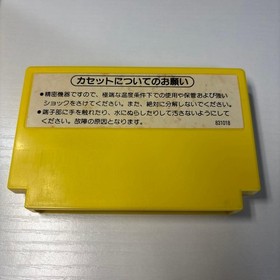 カセットについてのお願い
●精密機器ですので、極端な温度条件下での使用や保管および強い
ショックをさけてください。また、絶対に分解しないでください。
●端子部に手を触れたり、水にぬらしたりして汚さないようにして
ください。故障の原因となります。
831018